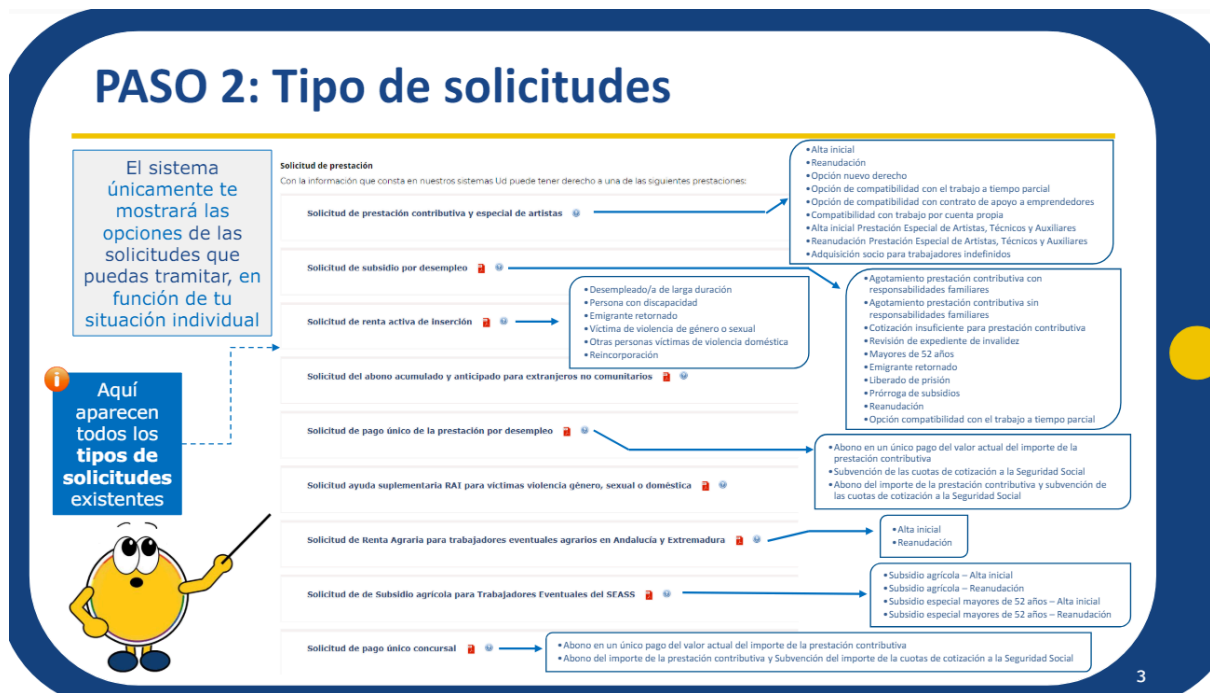 PASO 2: Tipo de solicitudes
El sistema
únicamente te
mostrará las
opciones de las
solicitudes que
puedas tramitar, en
función de tu
situación individual
i
Aquí
aparecen
todos los
tipos de
solicitudes
existentes
Solicitud de prestación
Con la información que consta en nuestros sistemas Ud puede tener derecho a una de las siguientes prestaciones:
Solicitud de prestación contributiva y especial de artistas
•Alta inicial
•Reanudación
•Opción nuevo derecho
•Opción de compatibilidad con el trabajo a tiempo parcial
•Opción de compatibilidad con contrato de apoyo a emprendedores
•Compatibilidad con trabajo por cuenta propia
•Alta inicial Prestación Especial de Artistas, Técnicos y Auxiliares
•Reanudación Prestación Especial de Artistas, Técnicos y Auxiliares
•Adquisición socio para trabajadores indefinidos
Solicitud de subsidio por desempleo
•Agotamiento prestación contributiva con
responsabilidades familiares
•Agotamiento prestación contributiva sin
responsabilidades familiares
•Cotización insuficiente para prestación contributiva
•Revisión de expediente de invalidez
•Mayores de 52 años
•Emigrante retornado
•Liberado de prisión
•Prórroga de subsidios
•Reanudación
•Opción compatibilidad con el trabajo a tiempo parcial
Solicitud de renta activa de inserción
•Desempleado/a de larga duración
•Persona con discapacidad
•Emigrante retornado
•Víctima de violencia de género o sexual
•Otras personas víctimas de violencia doméstica
•Reincorporación
Solicitud del abono acumulado y anticipado para extranjeros no comunitarios
Solicitud de pago único de la prestación por desempleo
•Abono en un único pago del valor actual del importe de la
prestación contributiva
•Subvención de las cuotas de cotización a la Seguridad Social
•Abono del importe de la prestación contributiva y subvención de
las cuotas de cotización a la Seguridad Social
Solicitud ayuda suplementaria RAI para víctimas violencia género, sexual o doméstica
Solicitud de Renta Agraria para trabajadores eventuales agrarios en Andalucía y Extremadura
•Alta inicial
•Reanudación
Solicitud de de Subsidio agrícola para Trabajadores Eventuales del SEASS
•Subsidio agrícola – Alta inicial
•Subsidio agrícola – Reanudación
•Subsidio especial mayores de 52 años – Alta inicial
•Subsidio especial mayores de 52 años – Reanudación
Solicitud de pago único concursal
•Abono en un único pago del valor actual del importe de la prestación contributiva
•Abono del importe de la prestación contributiva y Subvención del importe de la cuotas de cotización a la Seguridad Social
3